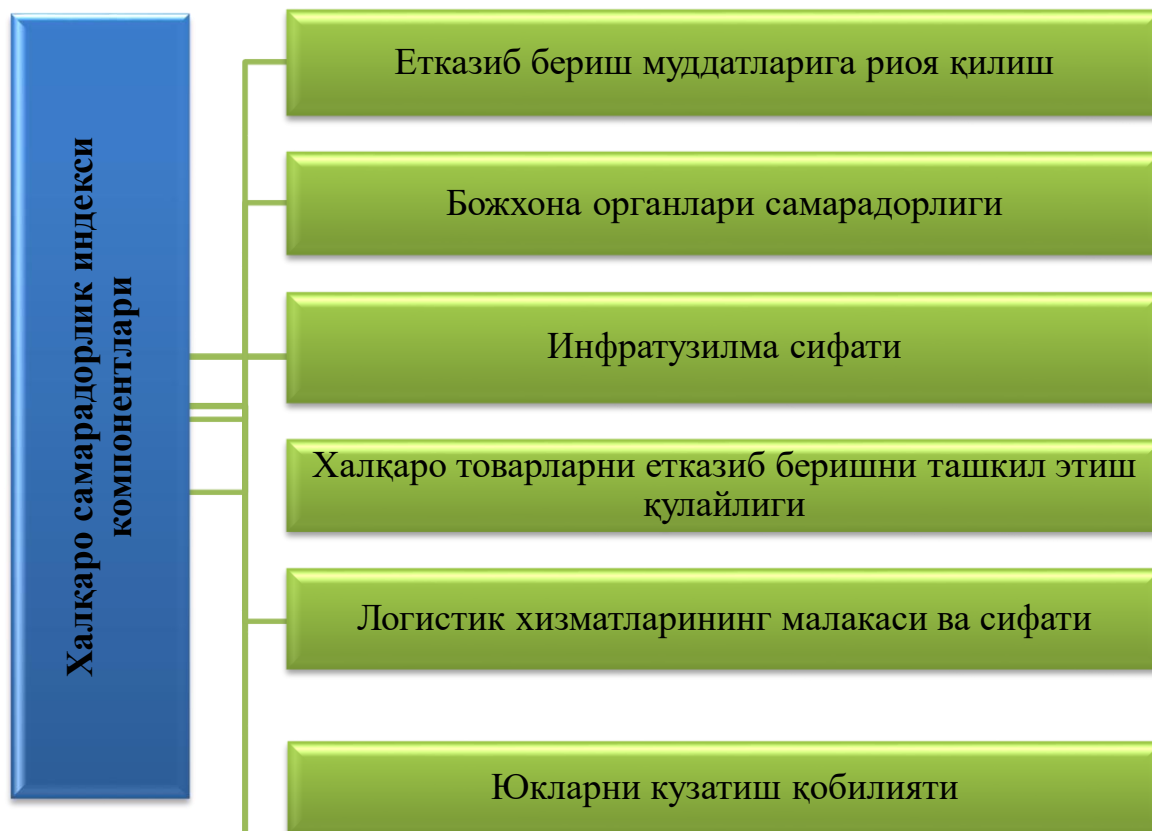 Халқаро самарадорлик индекси
компонентлари
Етказиб бериш муддатларига риоя қилиш
Божхона органлари самарадорлиги
Инфратузилма сифати
Халқаро товарларни етказиб беришни ташкил этиш
қулайлиги
Логистик хизматларининг малакаси ва сифати
Юкларни кузатиш қобилияти